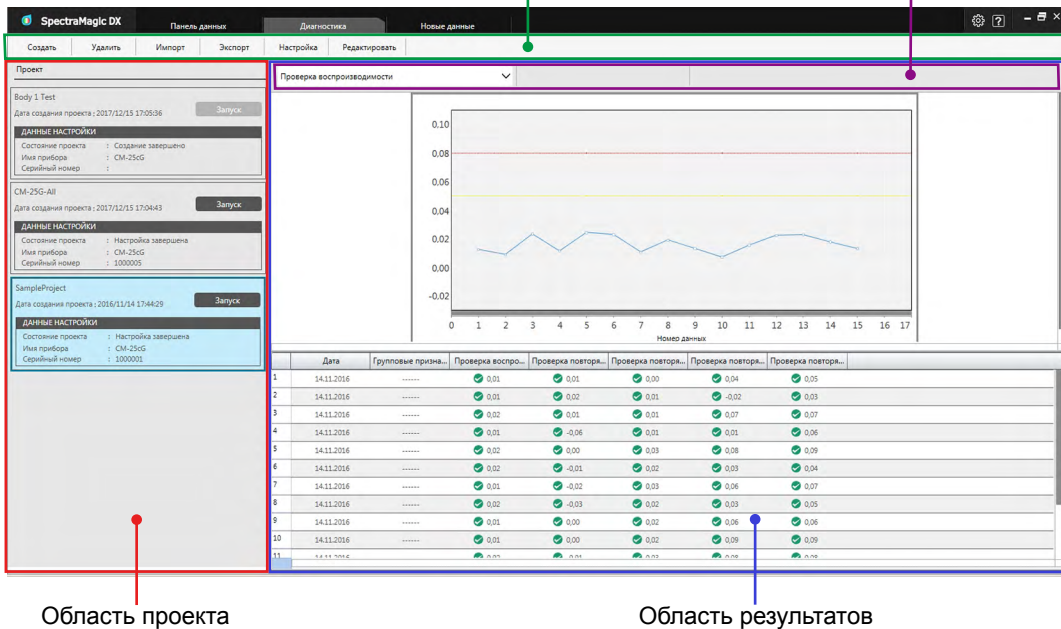 SpectraMagic DX
Панель данных Диагностика Новые данные
Создать Удалить Импорт Экспорт Настройка Редактировать
Проект
Body 1 Test
Дата создания проекта : 2017/12/15 17:05:36 Запуск
ДАННЫЕ НАСТРОЙКИ
Состояние проекта : Создание завершено
Имя прибора : CM-25cG
Серийный номер :
CM-25G-All
Дата создания проекта : 2017/12/15 17:04:43 Запуск
ДАННЫЕ НАСТРОЙКИ
Состояние проекта : Настройка завершена
Имя прибора : CM-25cG
Серийный номер : 1000005
SampleProject
Дата создания проекта : 2016/11/14 17:44:29 Запуск
ДАННЫЕ НАСТРОЙКИ
Состояние проекта : Настройка завершена
Имя прибора : CM-25cG
Серийный номер : 1000001
Проверка воспроизводимости
0,10
0,08
0,06
0,04
0,02
0,00
-0,02
0 1 2 3 4 5 6 7 8 9 10 11 12 13 14 15 16 17
Номер данных
Дата Групповые призна... Проверка воспро... Проверка повторя... Проверка повторя... Проверка повторя... Проверка повторя...
1 14.11.2016 ------ 0,01 0,01 0,00 0,04 0,05
2 14.11.2016 ------ 0,01 0,02 0,01 -0,02 0,03
3 14.11.2016 ------ 0,02 0,01 0,01 0,07 0,07
4 14.11.2016 ------ 0,01 -0,06 0,01 0,01 0,06
5 14.11.2016 ------ 0,02 0,00 0,03 0,08 0,09
6 14.11.2016 ------ 0,02 -0,01 0,02 0,03 0,04
7 14.11.2016 ------ 0,01 -0,02 0,03 0,06 0,07
8 14.11.2016 ------ 0,02 -0,03 0,02 0,03 0,05
9 14.11.2016 ------ 0,01 0,00 0,02 0,06 0,06
10 14.11.2016 ------ 0,01 0,00 0,02 0,09 0,09
11 14.11.2016
Область проекта Область результатов